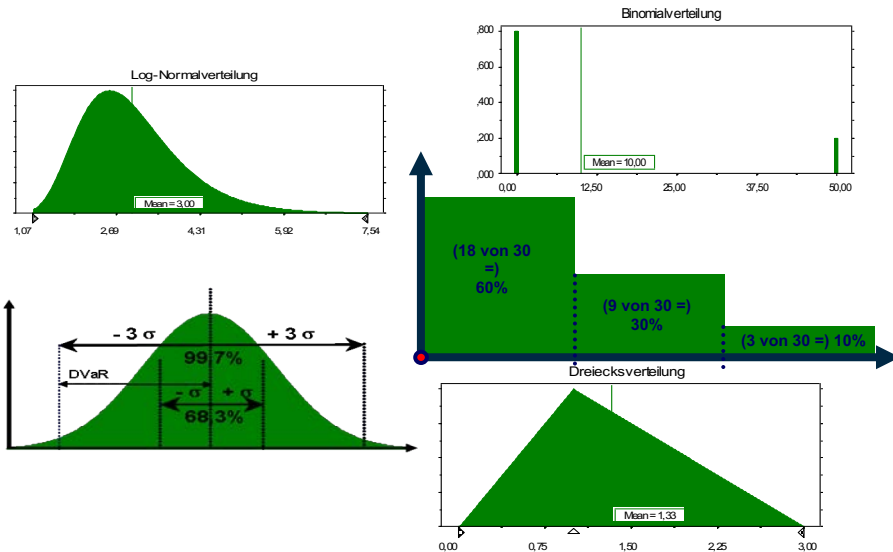 Binomialverteilung
,800
,600
,400
,200
,000
Mean = 10,00
0,00 12,50 25,00 37,50 50,00
Log-Normalverteilung
Mean = 3,00
1,07 2,69 4,31 5,92 7,54
(18 von 30
=)
60%
(9 von 30 =)
30%
(3 von 30 =) 10%
- 3 σ + 3 σ
99,7%
DVaR
- σ + σ
68,3%
Dreiecksverteilung
Mean = 1,33
0,00 0,75 1,50 2,25 3,00